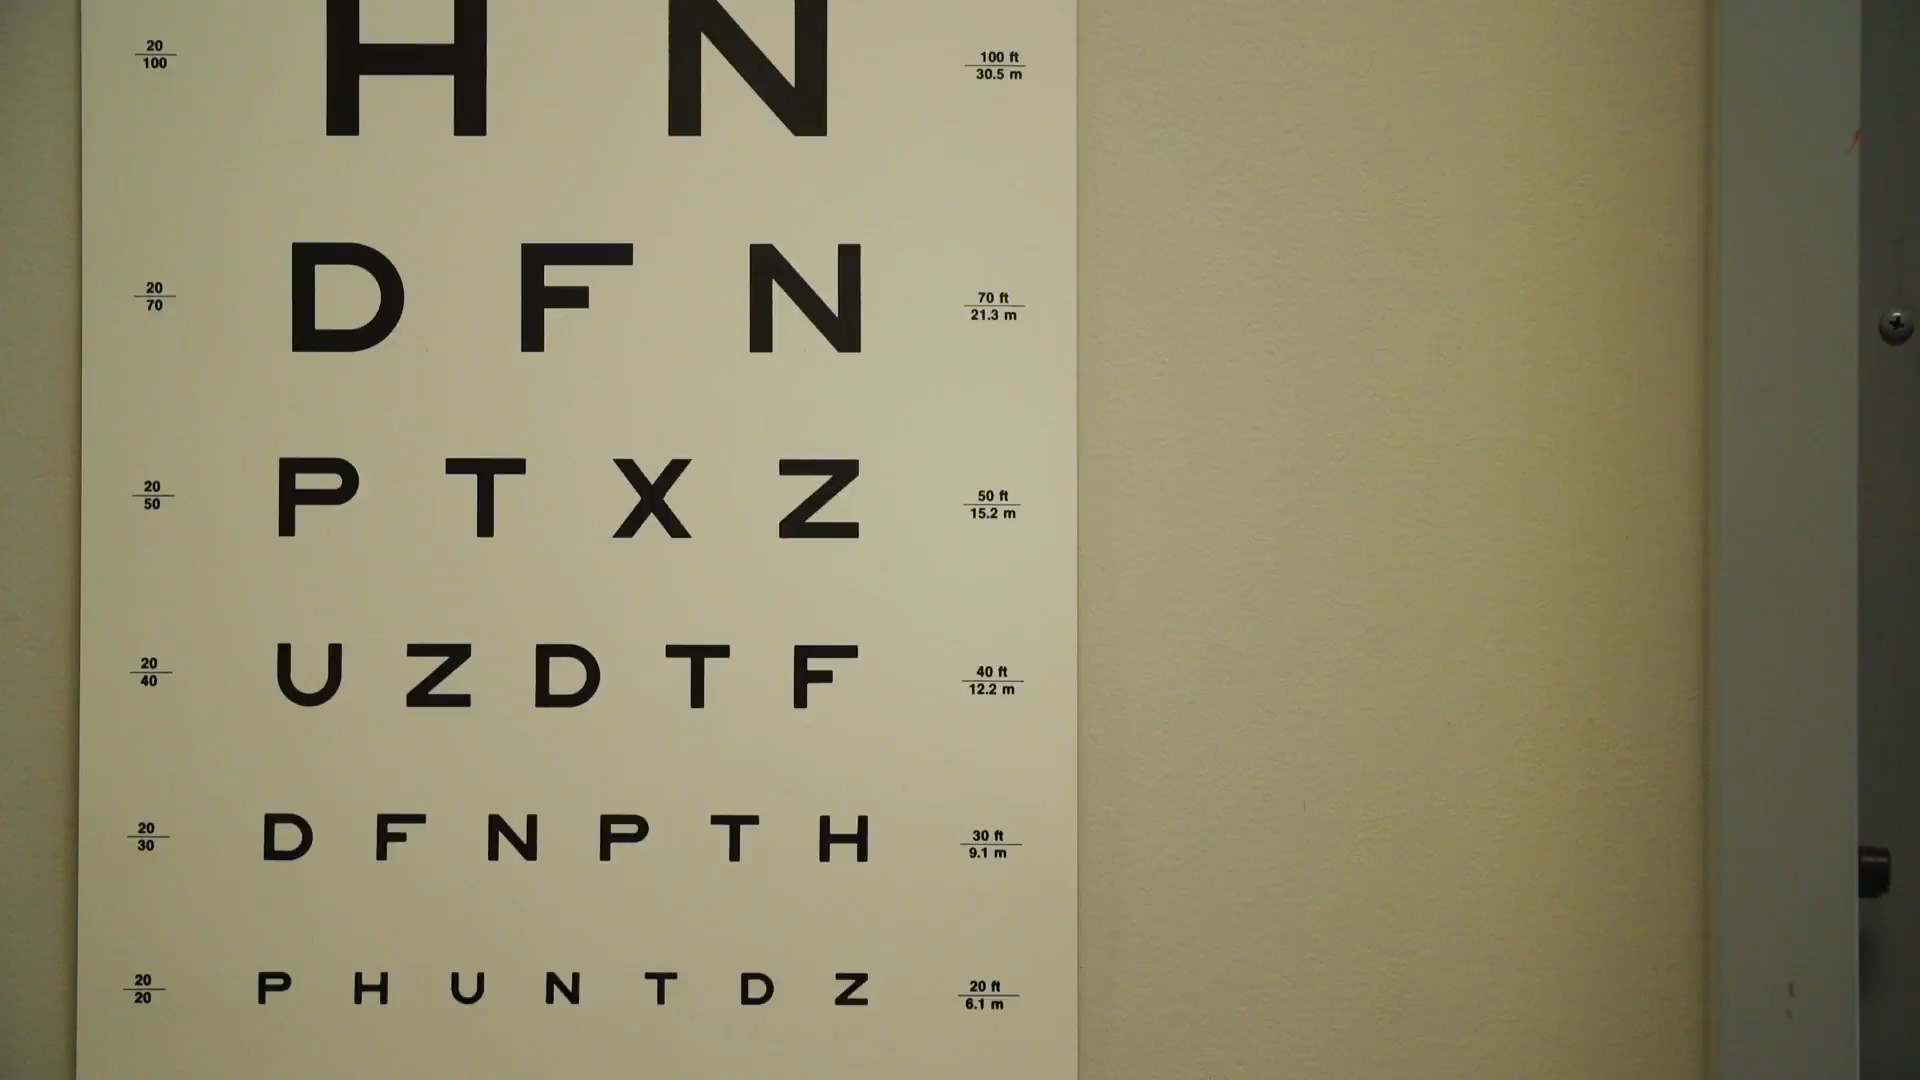 20/100 H N 100 ft/30.5 m
20/70 D F N 70 ft/21.3 m
20/50 P T X Z 50 ft/15.2 m
20/40 U Z D T F 40 ft/12.2 m
20/30 D F N P T H 30 ft/9.1 m
20/20 P H U N T D Z 20 ft/6.1 m